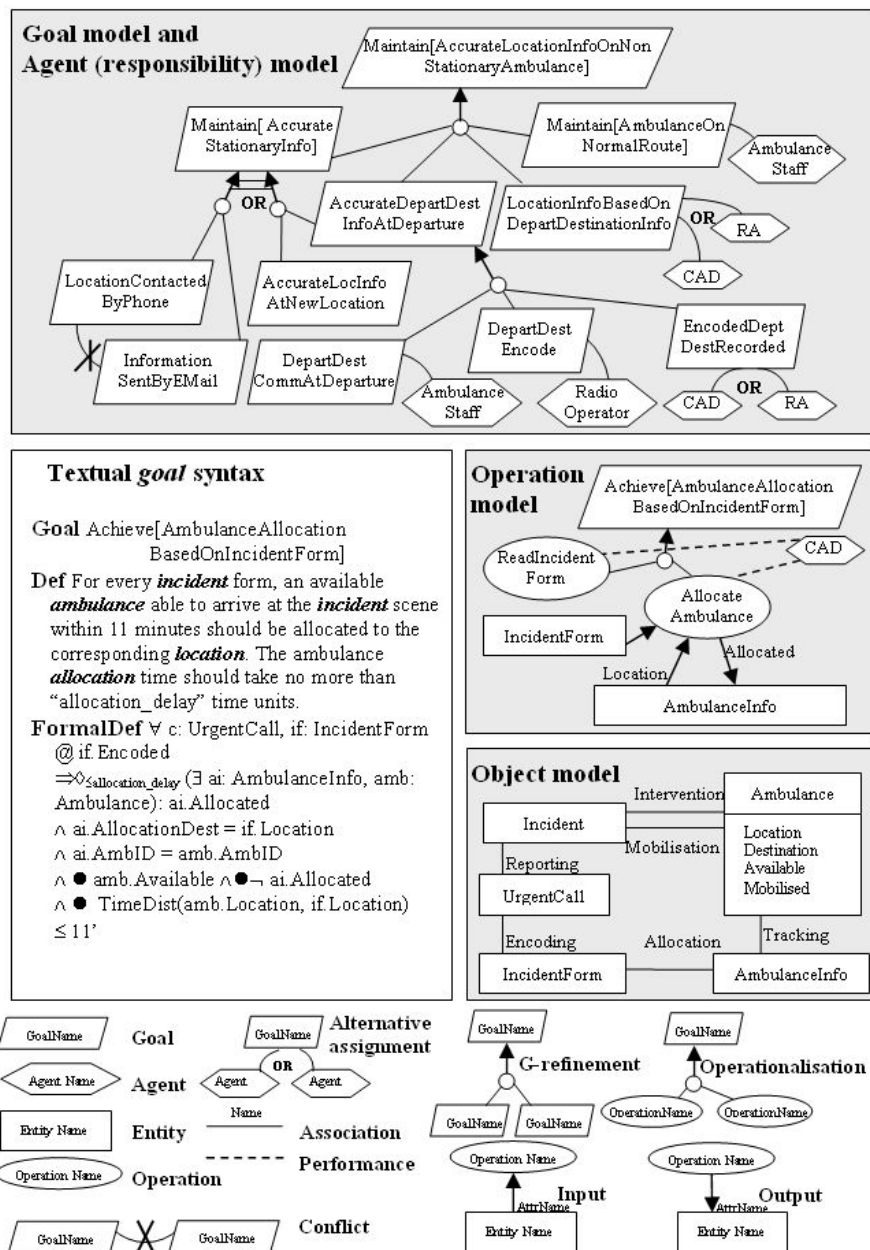 Goal model and
Agent (responsibility) model
Maintain[AccurateLocationInfoOnNon
StationaryAmbulance]
Maintain[ Accurate
StationaryInfo]
Maintain[AmbulanceOn
NormalRoute]
Ambulance
Staff
OR
AccurateDepartDest
InfoAtDeparture
LocationInfoBasedOn
DepartDestinationInfo
OR
RA
CAD
LocationContacted
ByPhone
AccurateLocInfo
AtNewLocation
Information
SentByEMail
DepartDest
CommAtDeparture
Ambulance
Staff
DepartDest
Encode
Radio
Operator
EncodedDept
DestRecorded
OR
CAD
RA
Textual goal syntax
Goal Achieve[AmbulanceAllocation
BasedOnIncidentForm]
Def For every incident form, an available
ambulance able to arrive at the incident scene
within 11 minutes should be allocated to the
corresponding location. The ambulance
allocation time should take no more than
“allocation_delay” time units.
FormalDef ∀ c: UrgentCall, if: IncidentForm
@ if.Encoded
⇒◊≤allocation_delay (∃ ai: AmbulanceInfo, amb:
Ambulance): ai.Allocated
∧ ai.AllocationDest = if.Location
∧ ai.AmbID = amb.AmbID
∧ ● amb.Available ∧ ●¬ ai.Allocated
∧ ● TimeDist(amb.Location, if.Location)
≤ 11’
Operation
model
Achieve[AmbulanceAllocation
BasedOnIncidentForm]
ReadIncident
Form
CAD
Allocate
Ambulance
IncidentForm
Location
Allocated
AmbulanceInfo
Object model
Intervention
Ambulance
Incident
Mobilisation
Location
Destination
Available
Mobilised
Reporting
UrgentCall
Encoding
Allocation
Tracking
IncidentForm
AmbulanceInfo
GoalName
Goal
GoalName
Alternative
assignment
OR
Agent
Agent
Agent Name
Agent
Entity Name
Entity
Name
Association
Operation Name
Operation
Performance
GoalName
GoalName
Conflict
GoalName
G-refinement
GoalName
GoalName
GoalName
Operationalisation
OperationName
OperationName
Operation Name
Input
AttrName
Entity Name
Operation Name
Output
AttrName
Entity Name